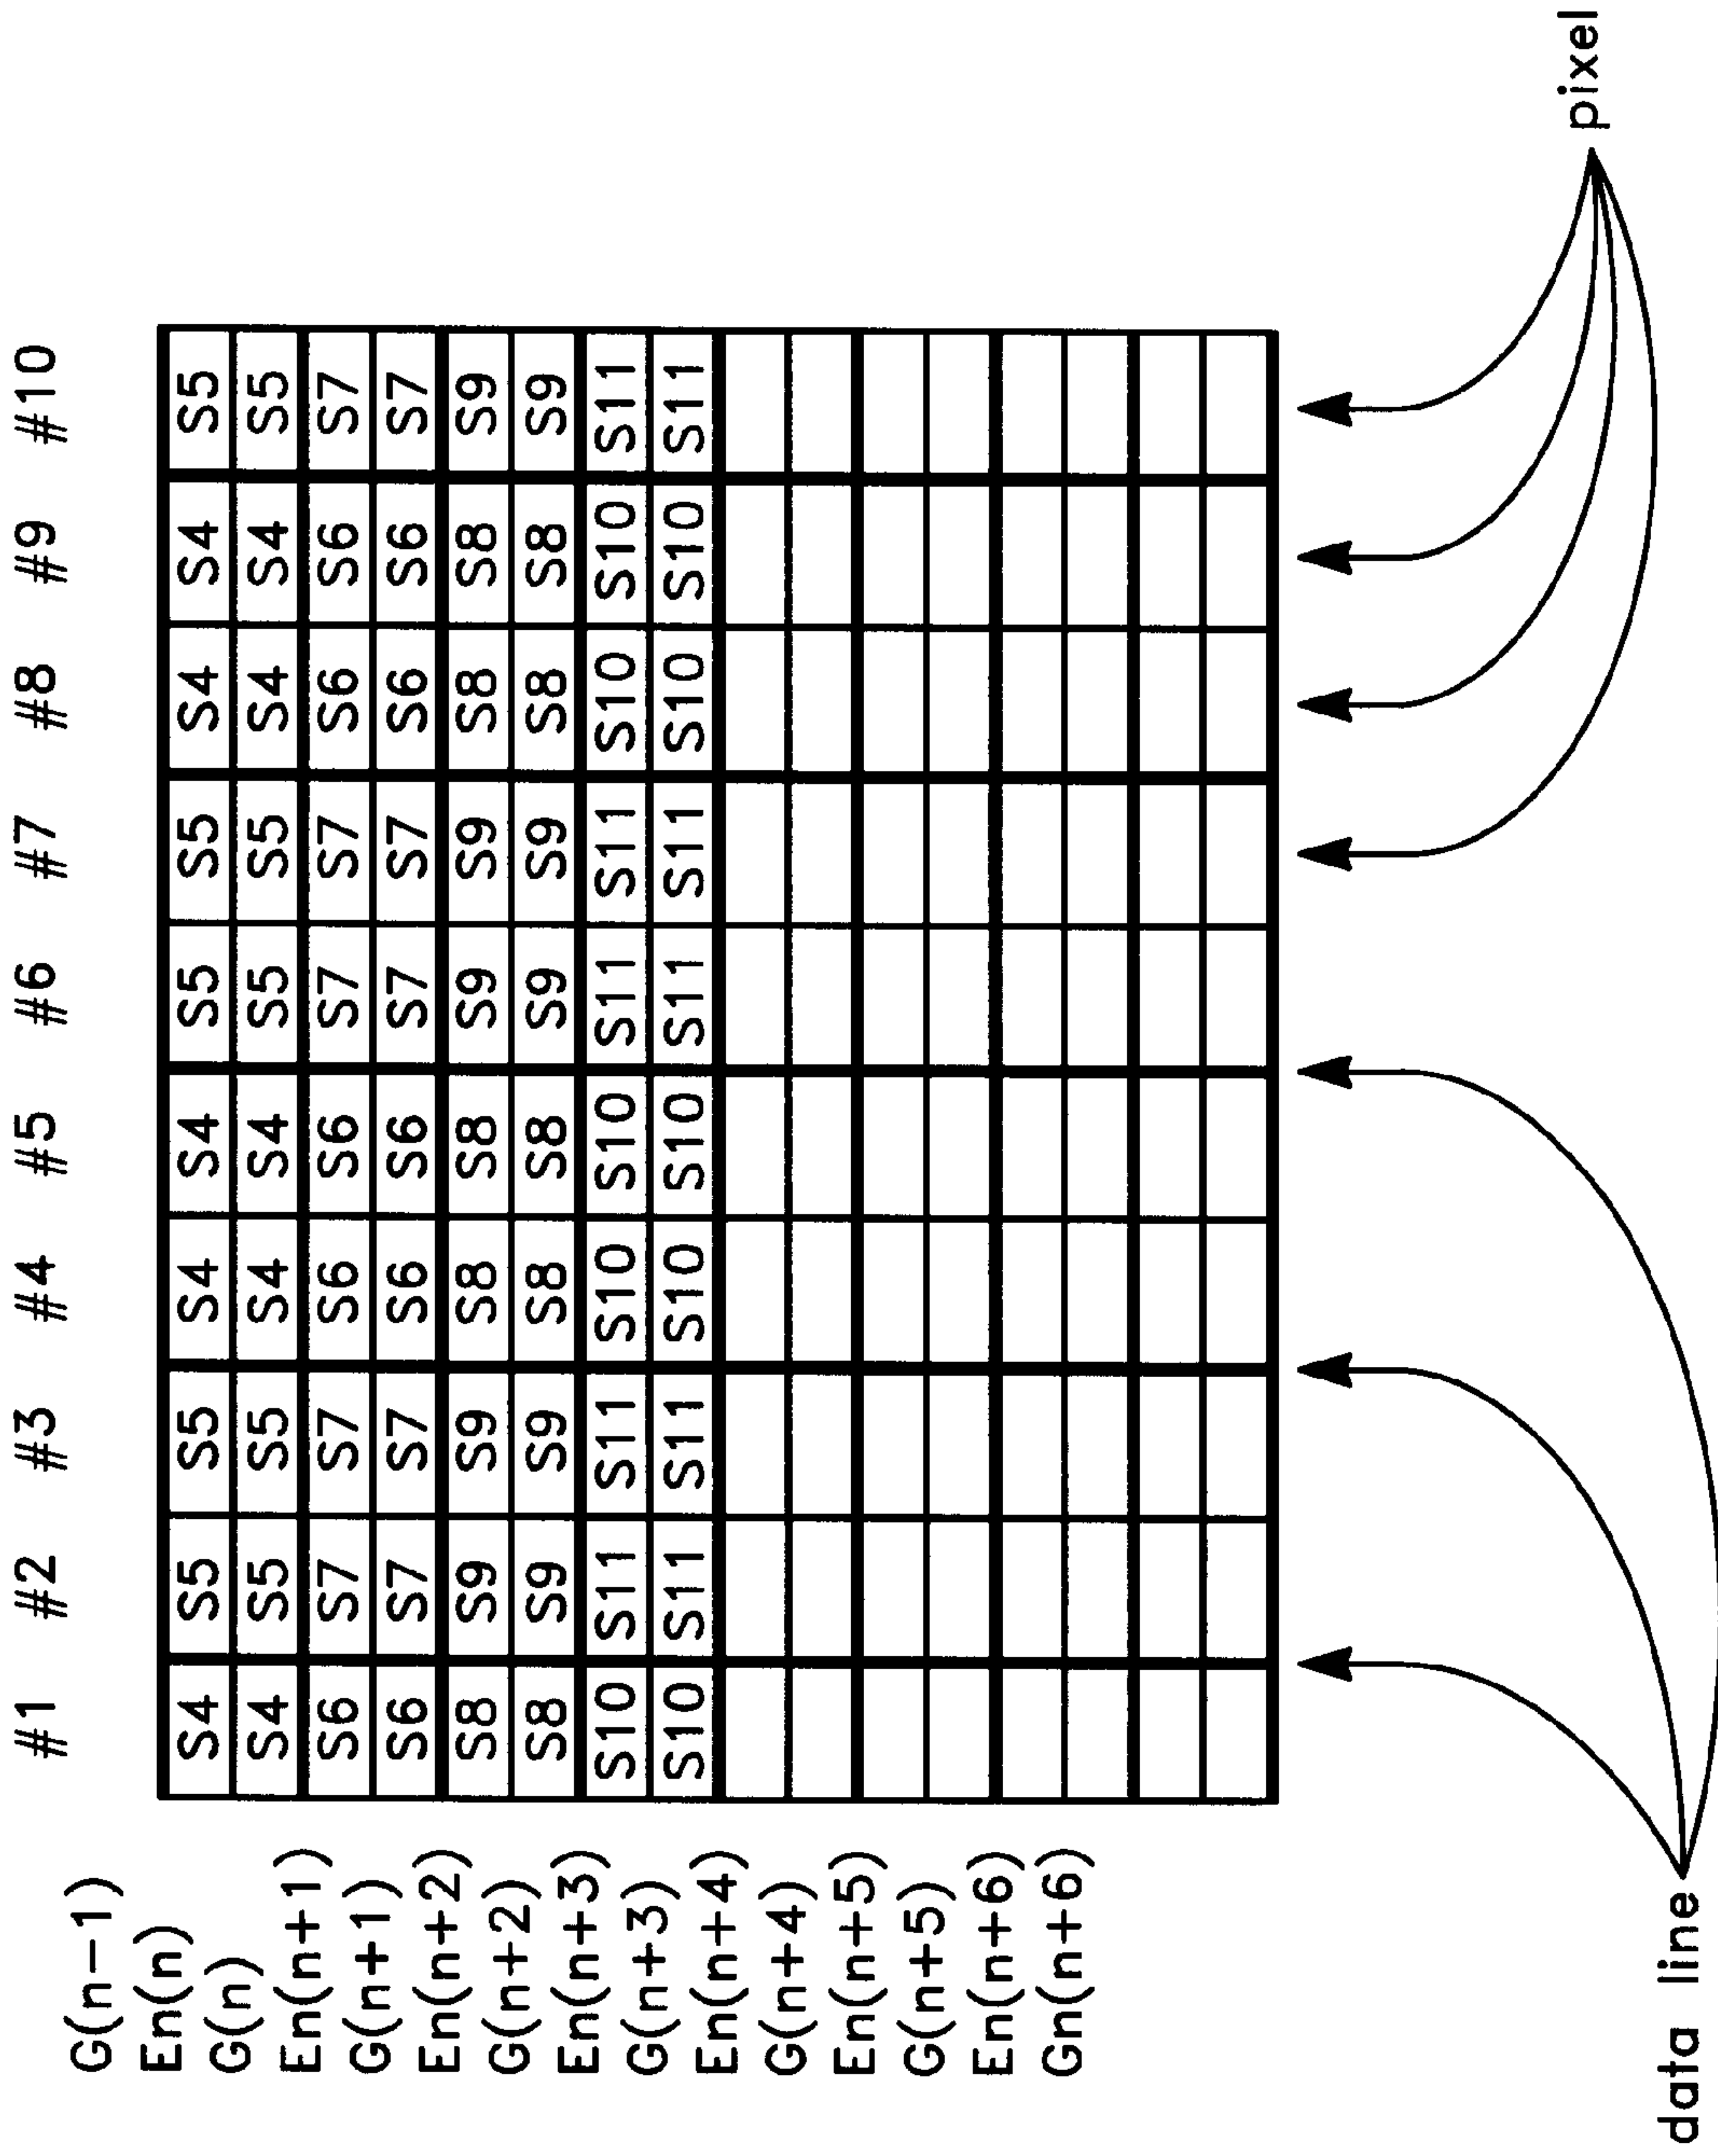 #1 #2 #3 #4 #5 #6 #7 #8 #9 #10
G(n-1)
En(n) S4 S5 S5 S4 S4 S5 S5 S4 S4 S5
G(n) S4 S5 S5 S4 S4 S5 S5 S4 S4 S5
En(n+1) S6 S7 S7 S6 S6 S7 S7 S6 S6 S7
G(n+1) S6 S7 S7 S6 S6 S7 S7 S6 S6 S7
En(n+2) S8 S9 S9 S8 S8 S9 S9 S8 S8 S9
G(n+2) S8 S9 S9 S8 S8 S9 S9 S8 S8 S9
En(n+3) S10 S11 S11 S10 S10 S11 S11 S10 S10 S11
G(n+3) S10 S11 S11 S10 S10 S11 S11 S10 S10 S11
En(n+4)
G(n+4)
En(n+5)
G(n+5)
En(n+6)
Gn(n+6)
pixel
data line